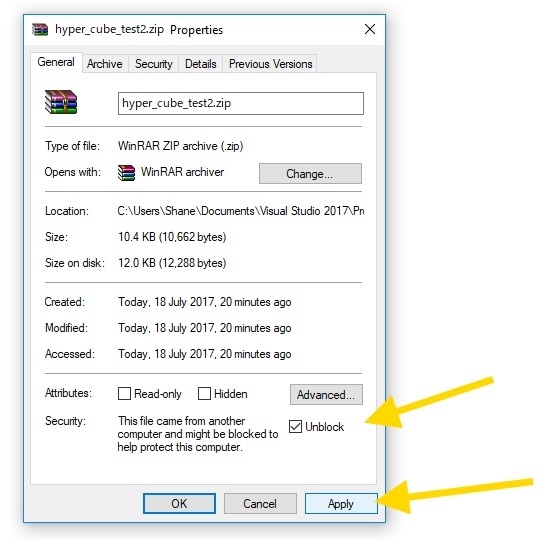 hyper_cube_test2.zip Properties
General Archive Security Details Previous Versions
hyper_cube_test2.zip
Type of file: WinRAR ZIP archive (.zip)
Opens with: WinRAR archiver Change...
Location: C:\Users\Shane\Documents\Visual Studio 2017\Pr
Size: 10.4 KB (10,662 bytes)
Size on disk: 12.0 KB (12,288 bytes)
Created: Today, 18 July 2017, 20 minutes ago
Modified: Today, 18 July 2017, 20 minutes ago
Accessed: Today, 18 July 2017, 20 minutes ago
Attributes: Read-only Hidden Advanced...
Security: This file came from another
computer and might be blocked to
help protect this computer.
Unblock
OK Cancel Apply